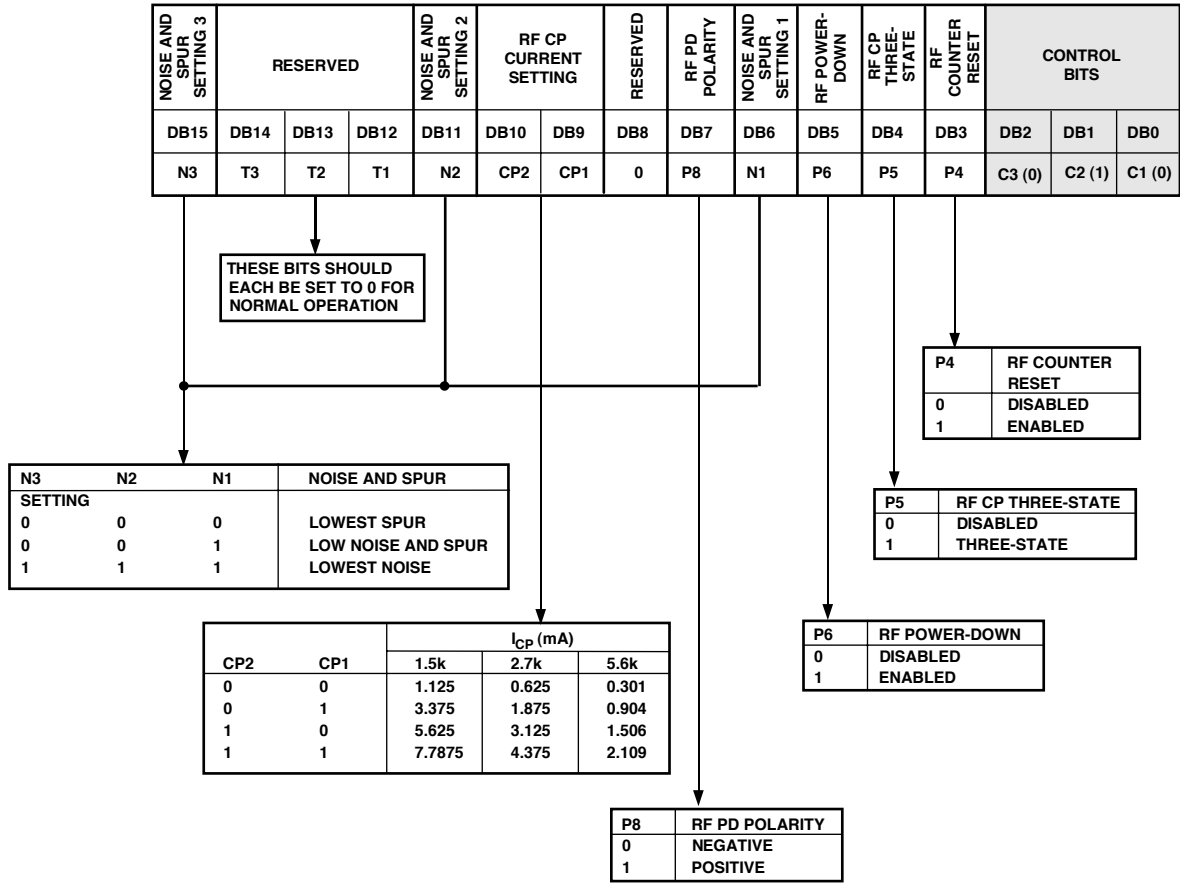 NOISE AND SPUR SETTING 3
RESERVED
NOISE AND SPUR SETTING 2
RF CP CURRENT SETTING
RESERVED
RF PD POLARITY
NOISE AND SPUR SETTING 1
RF POWER-DOWN
RF CP THREE-STATE
RF COUNTER RESET
CONTROL BITS
DB15 DB14 DB13 DB12 DB11 DB10 DB9 DB8 DB7 DB6 DB5 DB4 DB3 DB2 DB1 DB0
N3 T3 T2 T1 N2 CP2 CP1 0 P8 N1 P6 P5 P4 C3 (0) C2 (1) C1 (0)
THESE BITS SHOULD
EACH BE SET TO 0 FOR
NORMAL OPERATION
P4 RF COUNTER
RESET
0 DISABLED
1 ENABLED
N3 N2 N1 NOISE AND SPUR
SETTING
0 0 0 LOWEST SPUR
0 0 1 LOW NOISE AND SPUR
1 1 1 LOWEST NOISE
P5 RF CP THREE-STATE
0 DISABLED
1 THREE-STATE
ICP (mA)
CP2 CP1 1.5k 2.7k 5.6k
0 0 1.125 0.625 0.301
0 1 3.375 1.875 0.904
1 0 5.625 3.125 1.506
1 1 7.7875 4.375 2.109
P6 RF POWER-DOWN
0 DISABLED
1 ENABLED
P8 RF PD POLARITY
0 NEGATIVE
1 POSITIVE